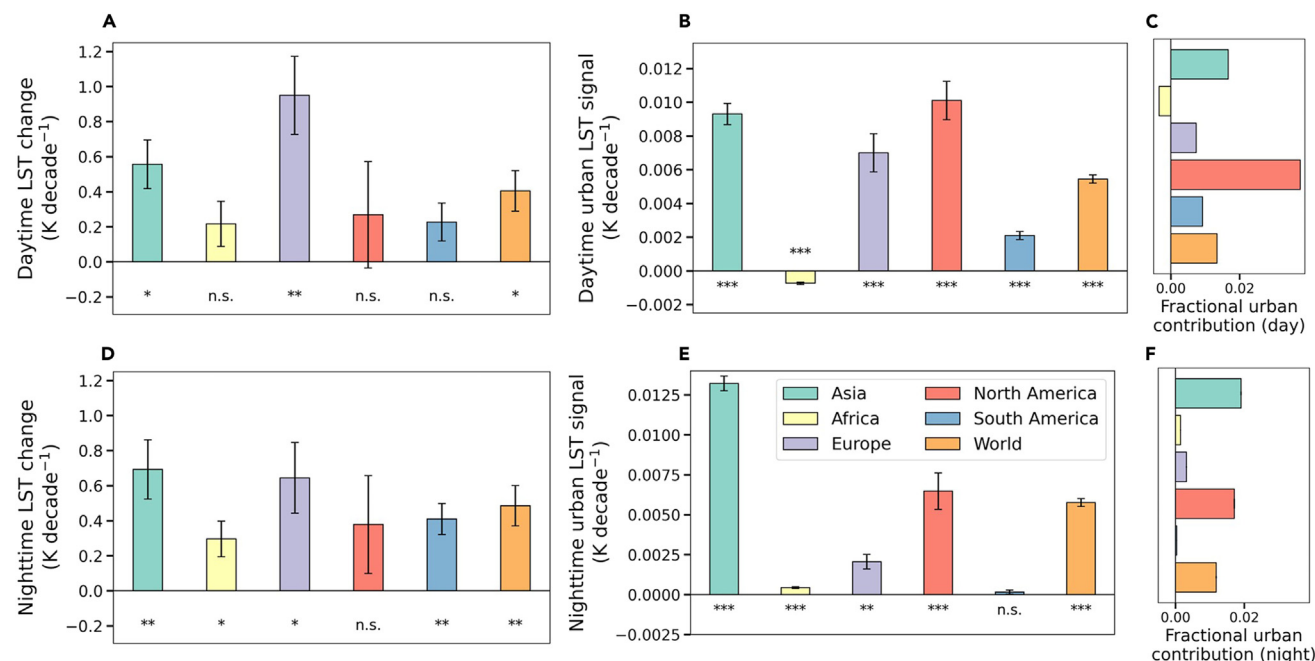 A
Daytime LST change
(K decade⁻¹)
1.2
1.0
0.8
0.6
0.4
0.2
0.0
−0.2
* n.s. ** n.s. n.s. *
B
Daytime urban LST signal
(K decade⁻¹)
0.012
0.010
0.008
0.006
0.004
0.002
0.000
−0.002
***
*** *** *** *** ***
C
0.00 0.02
Fractional urban
contribution (day)
D
Nighttime LST change
(K decade⁻¹)
1.2
1.0
0.8
0.6
0.4
0.2
0.0
−0.2
** * * n.s. ** **
E
Nighttime urban LST signal
(K decade⁻¹)
0.0125
0.0100
0.0075
0.0050
0.0025
0.0000
−0.0025
Asia
Africa
Europe
North America
South America
World
*** *** ** *** n.s. ***
F
0.00 0.02
Fractional urban
contribution (night)